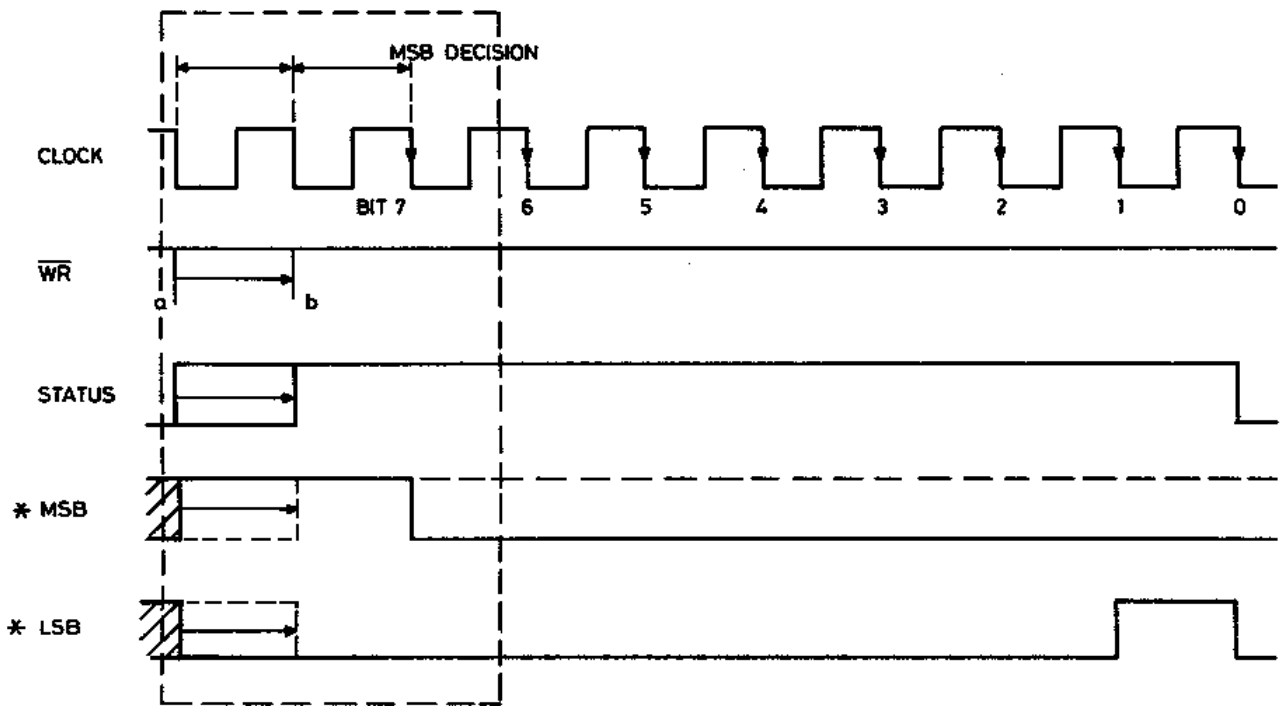 MSB DECISION
CLOCK
BIT 7 6 5 4 3 2 1 0
WR
a b
STATUS
* MSB
* LSB